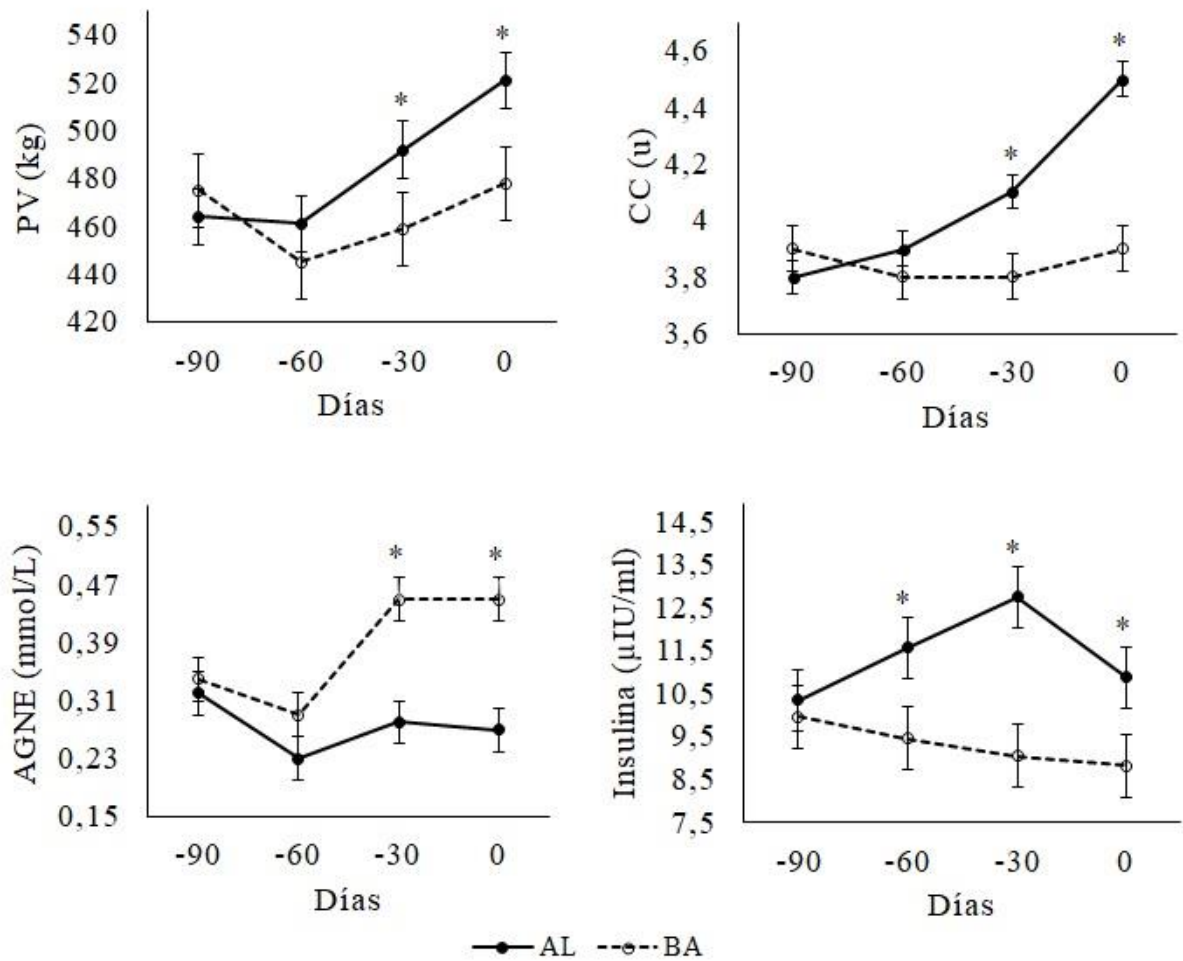 PV (kg)
540
520
500
480
460
440
420
*
*
-90 -60 -30 0
Días
CC (u)
4,6
4,4
4,2
4
3,8
3,6
*
*
-90 -60 -30 0
Días
AGNE (mmol/L)
0,55
0,47
0,39
0,31
0,23
0,15
*
*
-90 -60 -30 0
Días
Insulina (µIU/ml)
14,5
13,5
12,5
11,5
10,5
9,5
8,5
7,5
*
*
*
-90 -60 -30 0
Días
AL BA